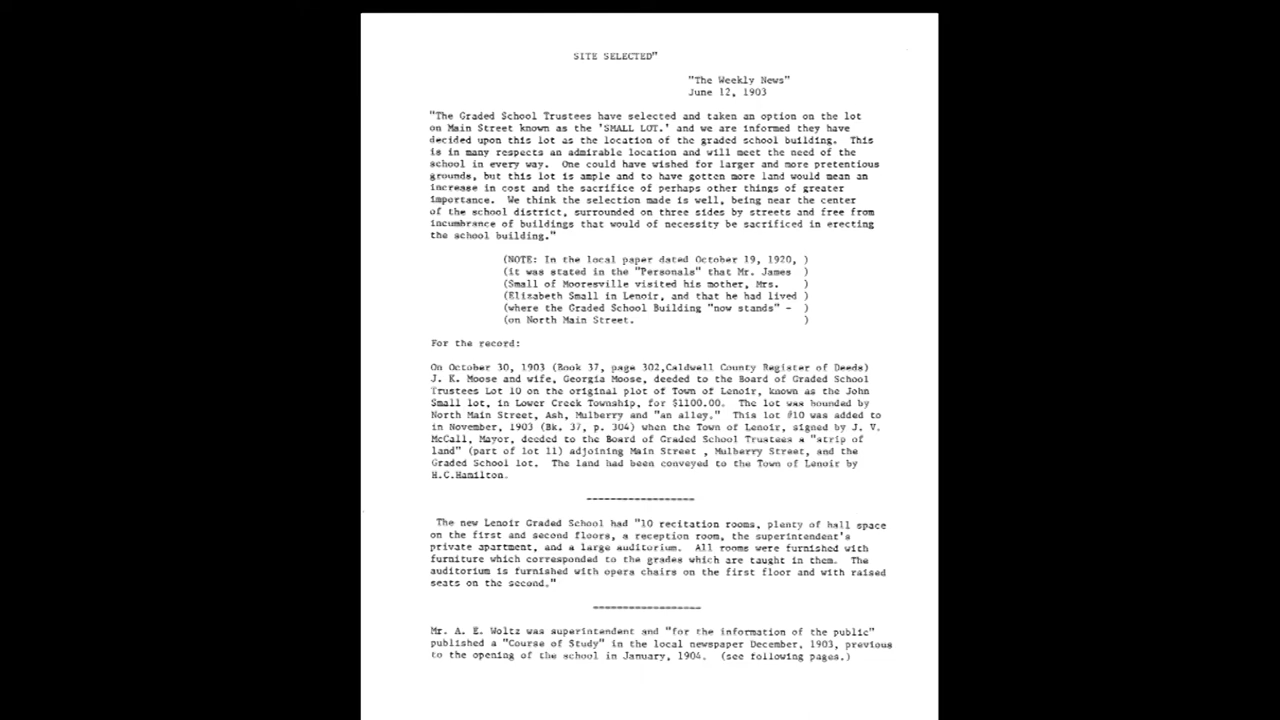 SITE SELECTED"
"The Weekly News"
June 12, 1903
"The Graded School Trustees have selected and taken an option on the lot
on Main Street known as the 'SMALL LOT.' and we are informed they have
decided upon this lot as the location of the graded school building.  This
is in many respects an admirable location and will meet the need of the
school in every way.  One could have wished for larger and more pretentious
grounds, but this lot is ample and to have gotten more land would mean an
increase in cost and the sacrifice of perhaps other things of greater
importance.  We think the selection made is well, being near the center
of the school district, surrounded on three sides by streets and free from
incumbrance of buildings that would of necessity be sacrificed in erecting
the school building."
(NOTE: In the local paper dated October 19, 1920, )
(it was stated in the "Personals" that Mr. James  )
(Small of Mooresville visited his mother, Mrs.    )
(Elizabeth Small in Lenoir, and that he had lived )
(where the Graded School Building "now stands" -  )
(on North Main Street.                            )
For the record:
On October 30, 1903 (Book 37, page 302,Caldwell County Register of Deeds)
J. K. Moose and wife, Georgia Moose, deeded to the Board of Graded School
Trustees Lot 10 on the original plot of Town of Lenoir, known as the John
Small lot, in Lower Creek Township, for $1100.00.  The lot was bounded by
North Main Street, Ash, Mulberry and "an alley."  This lot #10 was added to
in November, 1903 (Bk. 37, p. 304) when the Town of Lenoir, signed by J. V.
McCall, Mayor, deeded to the Board of Graded School Trustees a "strip of
land" (part of lot 11) adjoining Main Street , Mulberry Street, and the
Graded School lot.  The land had been conveyed to the Town of Lenoir by
H.C.Hamilton.
------------------
The new Lenoir Graded School had "10 recitation rooms, plenty of hall space
on the first and second floors, a reception room, the superintendent's
private apartment, and a large auditorium.  All rooms were furnished with
furniture which corresponded to the grades which are taught in them.  The
auditorium is furnished with opera chairs on the first floor and with raised
seats on the second."
------------------
Mr. A. E. Woltz was superintendent and "for the information of the public"
published a "Course of Study" in the local newspaper December, 1903, previous
to the opening of the school in January, 1904.  (see following pages.)